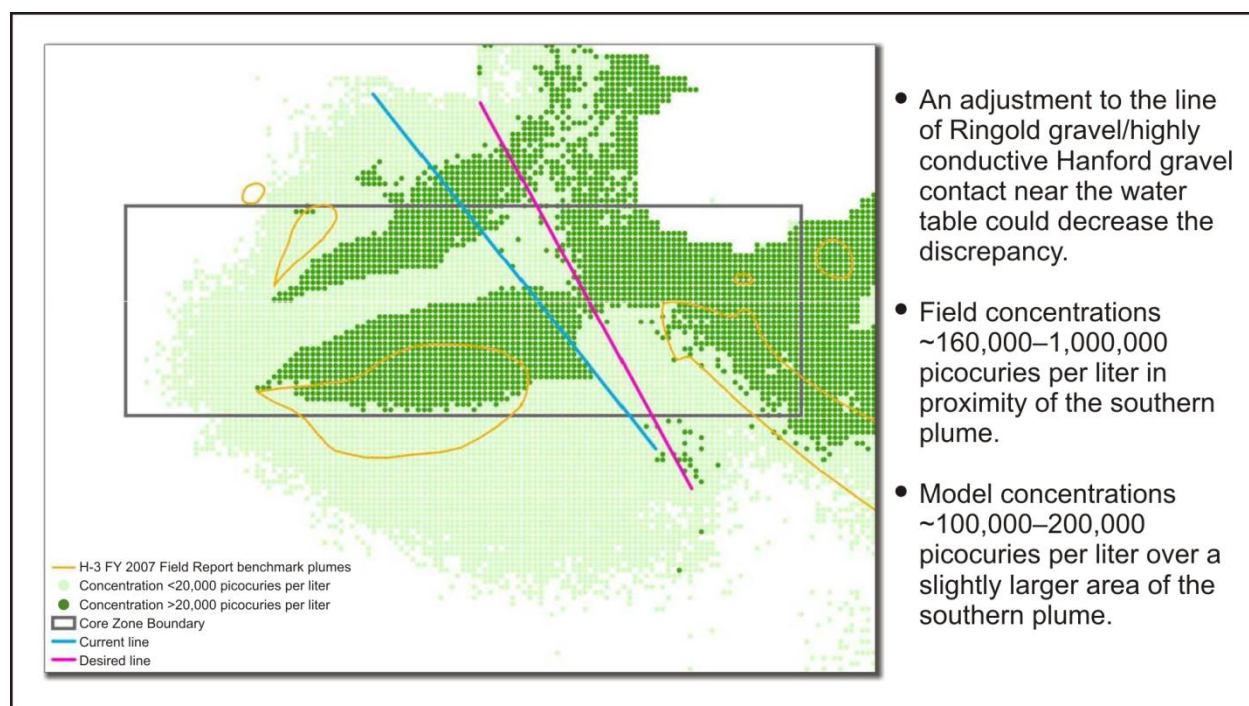 • An adjustment to the line
of Ringold gravel/highly
conductive Hanford gravel
contact near the water
table could decrease the
discrepancy.
• Field concentrations
~160,000–1,000,000
picocuries per liter in
proximity of the southern
plume.
• Model concentrations
~100,000–200,000
picocuries per liter over a
slightly larger area of the
southern plume.
H-3 FY 2007 Field Report benchmark plumes
Concentration <20,000 picocuries per liter
Concentration >20,000 picocuries per liter
Core Zone Boundary
Current line
Desired line